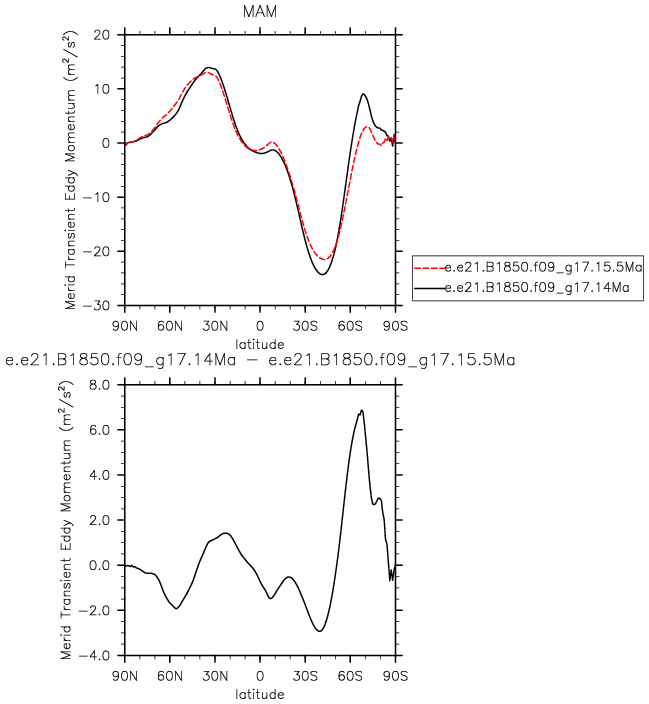 MAM
Merid Transient Eddy Momentum (m²/s²)
20
10
0
−10
−20
−30
90N 60N 30N 0 30S 60S 90S
latitude
e.e21.B1850.f09_g17.15.5Ma
e.e21.B1850.f09_g17.14Ma
e.e21.B1850.f09_g17.14Ma − e.e21.B1850.f09_g17.15.5Ma
Merid Transient Eddy Momentum (m²/s²)
8.0
6.0
4.0
2.0
0.0
−2.0
−4.0
90N 60N 30N 0 30S 60S 90S
latitude